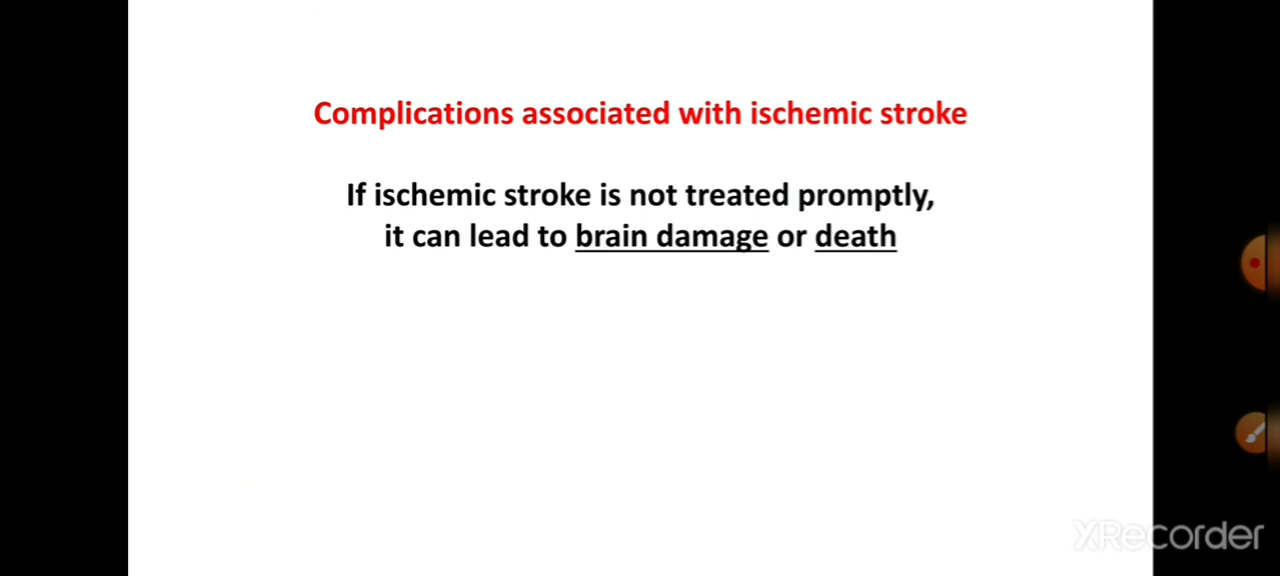 Complications associated with ischemic stroke
If ischemic stroke is not treated promptly,
it can lead to brain damage or death
XRecorder